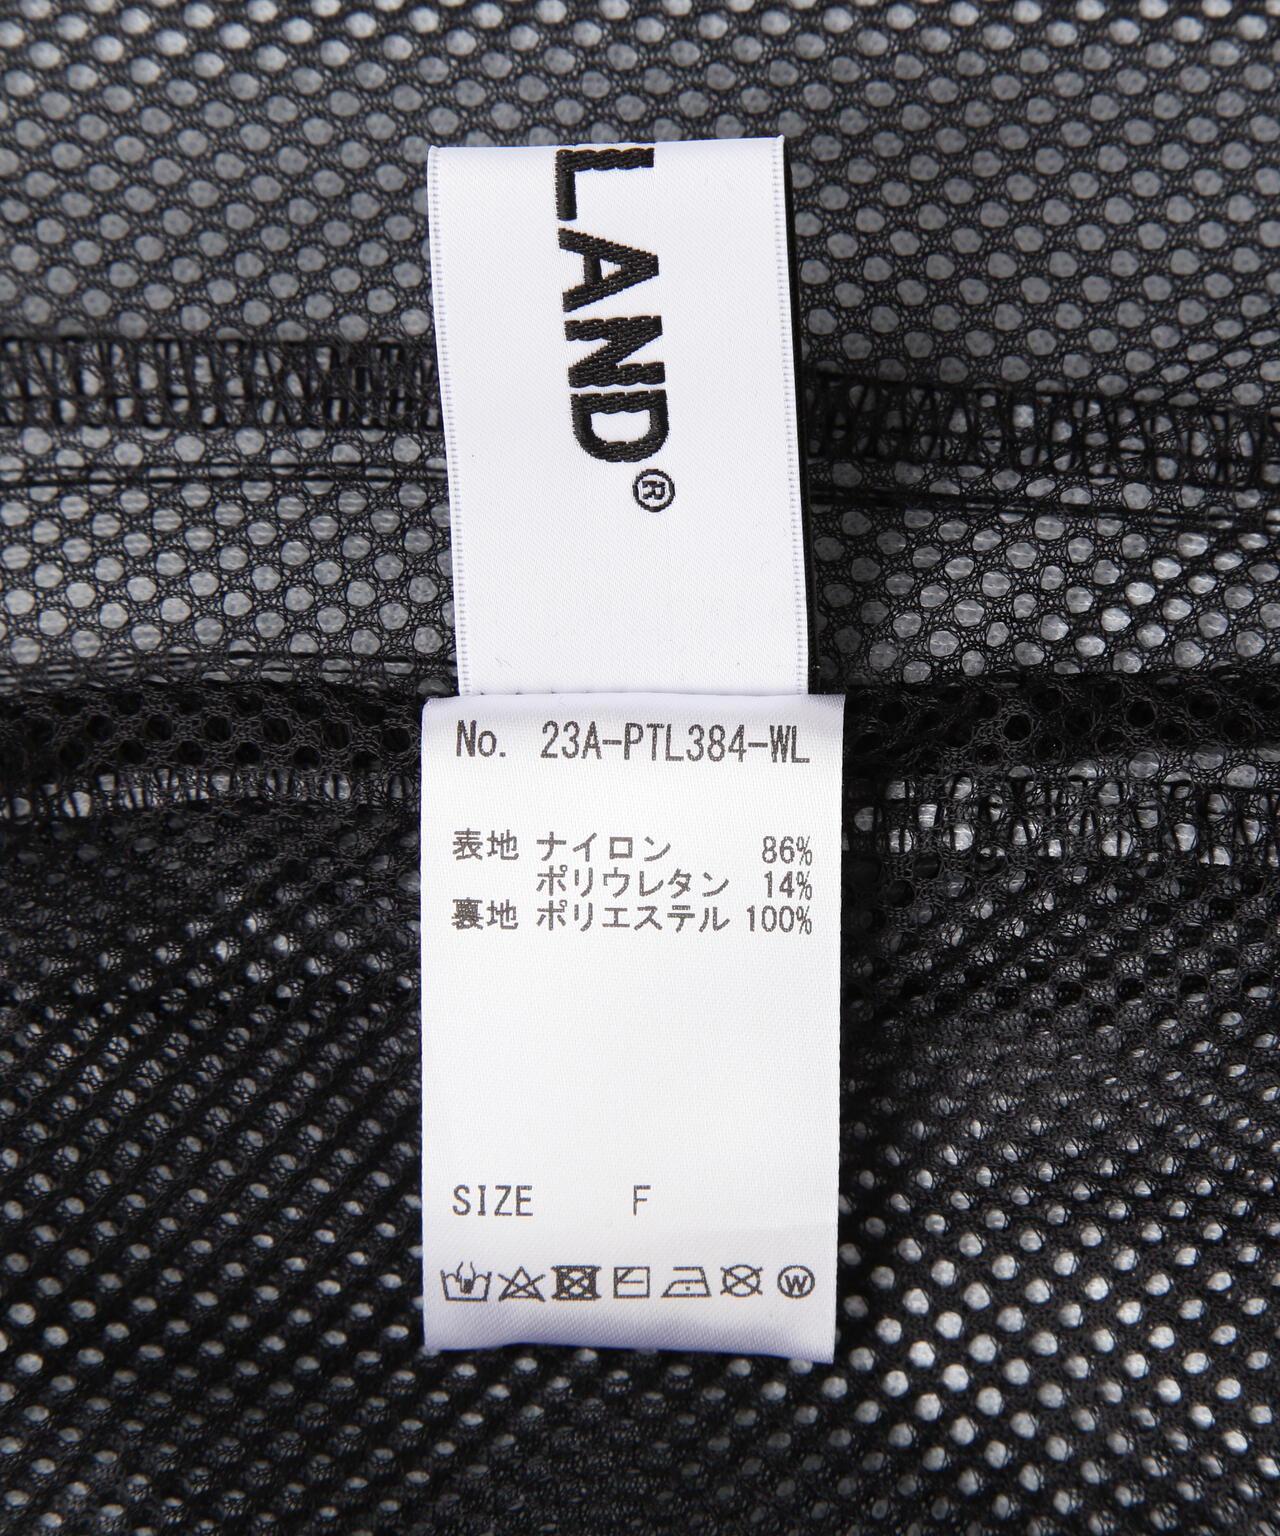 LAND®
No. 23A-PTL384-WL
表地 ナイロン 86%
ポリウレタン 14%
裏地 ポリエステル 100%
SIZE F
W